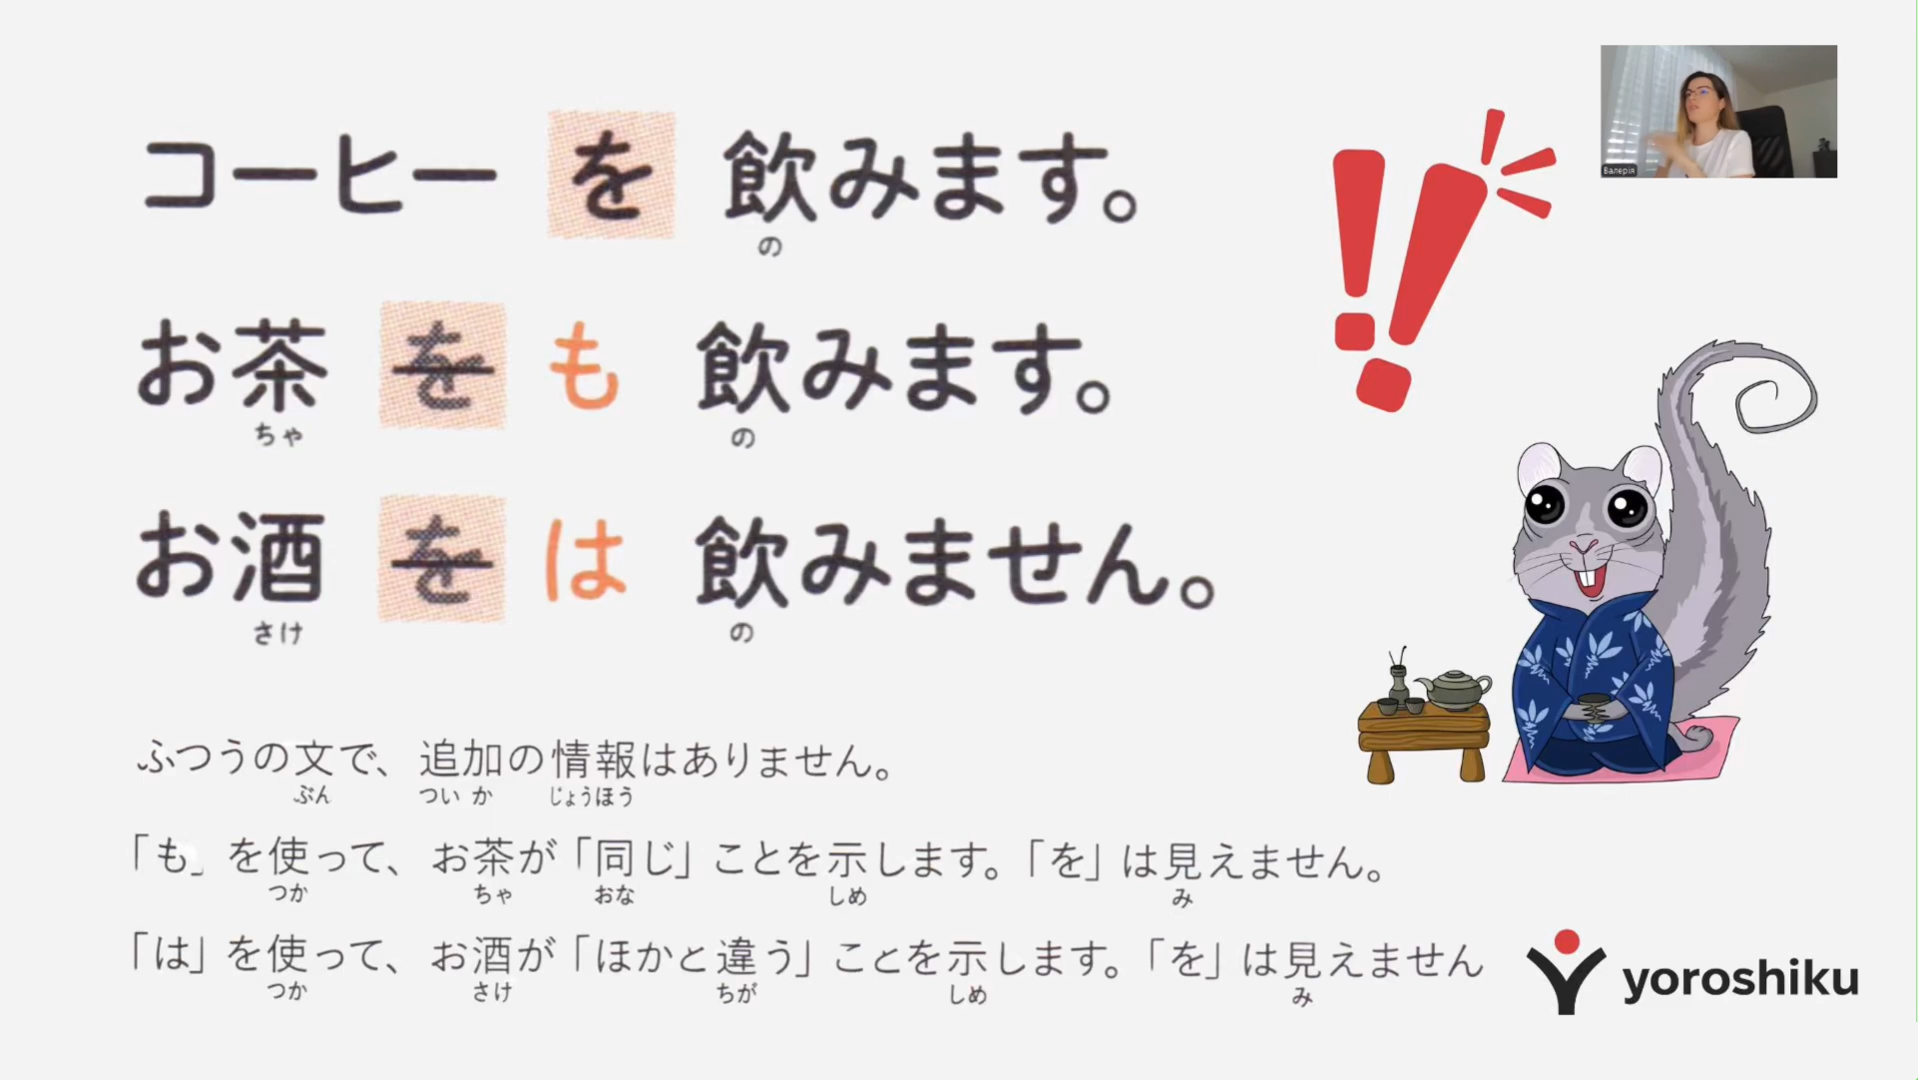 コーヒー を 飲みます。
の
お茶 を も 飲みます。
ちゃ の
お酒 を は 飲みません。
さけ の
ふつうの文で、追加の情報はありません。
ぶん つい か じょうほう
「も」を使って、お茶が「同じ」ことを示します。「を」は見えません。
つか ちゃ おな しめ み
「は」を使って、お酒が「ほかと違う」ことを示します。「を」は見えません
つか さけ ちが しめ み
Валерія
yoroshiku